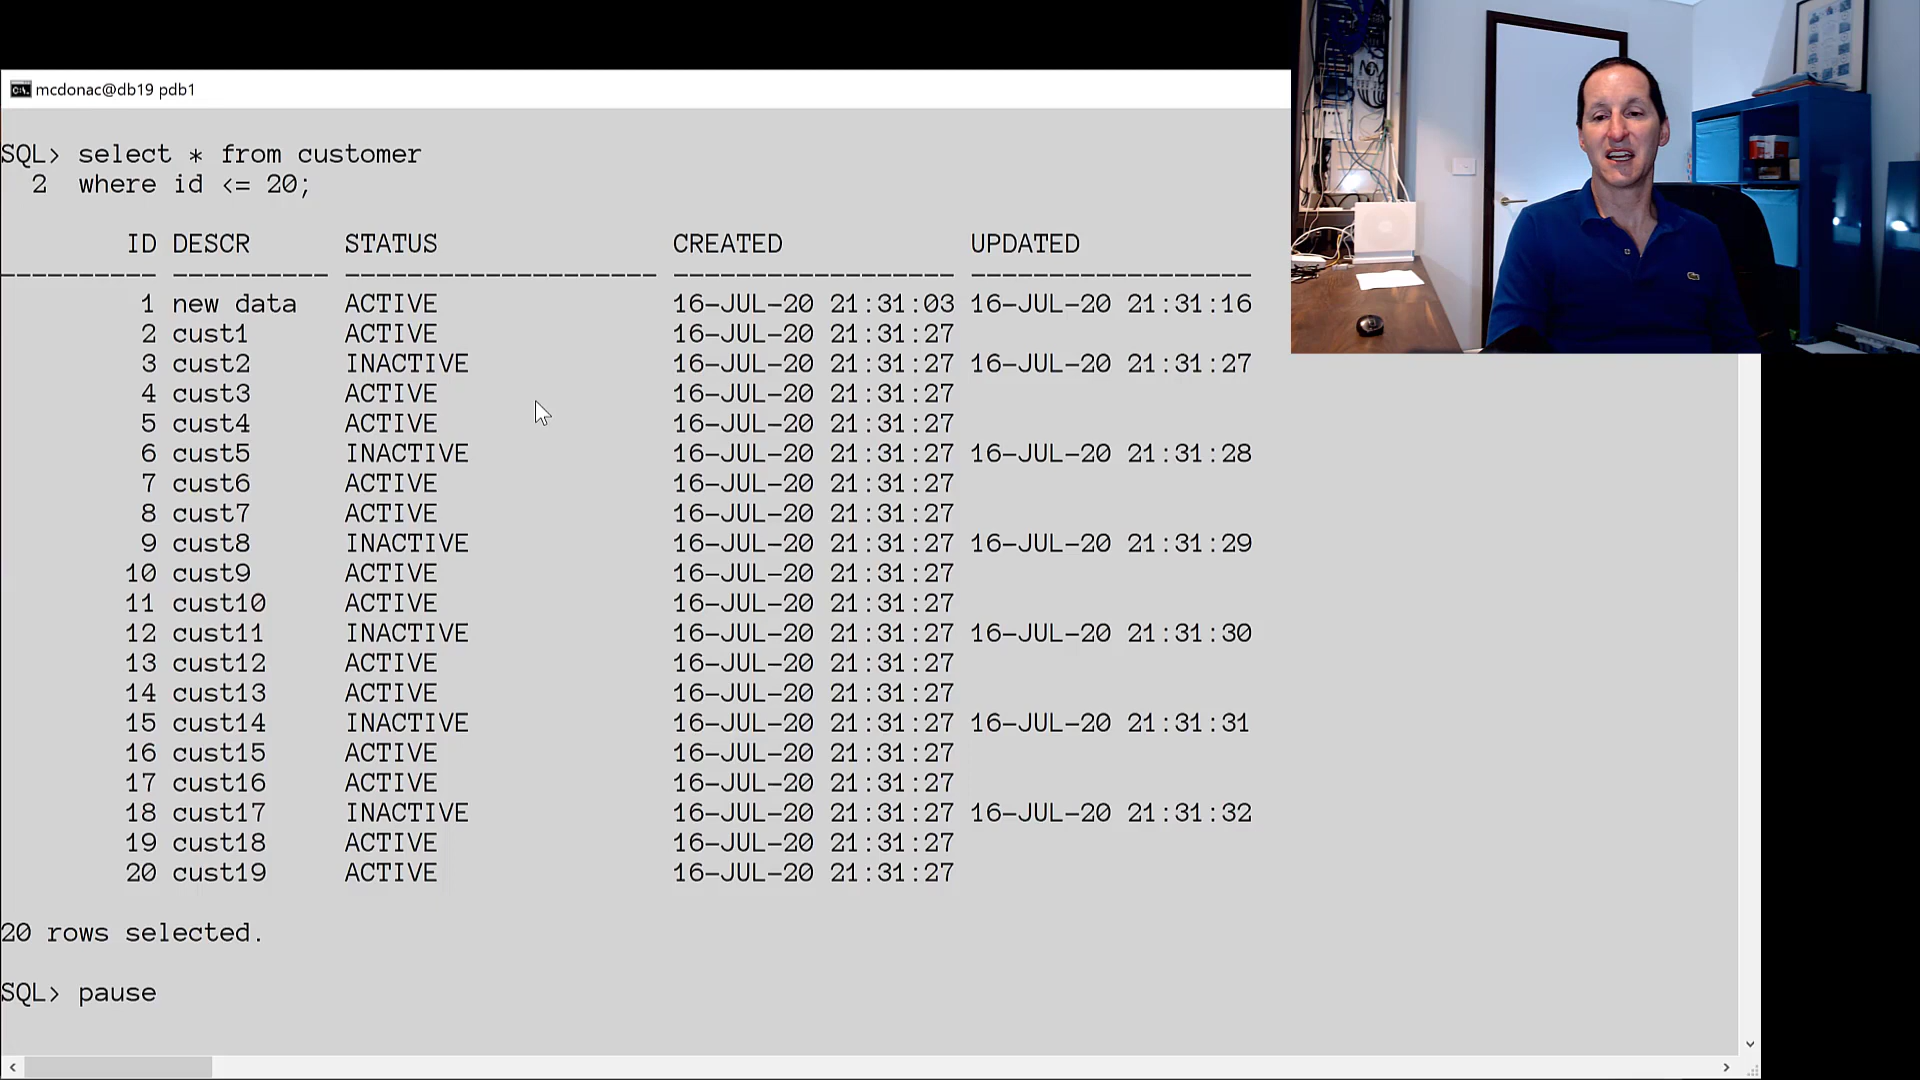 mcdonac@db19 pdb1
SQL> select * from customer
  2  where id <= 20;
        ID DESCR      STATUS               CREATED            UPDATED
---------- ---------- -------------------- ------------------ ------------------
         1 new data   ACTIVE               16-JUL-20 21:31:03 16-JUL-20 21:31:16
         2 cust1      ACTIVE               16-JUL-20 21:31:27
         3 cust2      INACTIVE             16-JUL-20 21:31:27 16-JUL-20 21:31:27
         4 cust3      ACTIVE               16-JUL-20 21:31:27
         5 cust4      ACTIVE               16-JUL-20 21:31:27
         6 cust5      INACTIVE             16-JUL-20 21:31:27 16-JUL-20 21:31:28
         7 cust6      ACTIVE               16-JUL-20 21:31:27
         8 cust7      ACTIVE               16-JUL-20 21:31:27
         9 cust8      INACTIVE             16-JUL-20 21:31:27 16-JUL-20 21:31:29
        10 cust9      ACTIVE               16-JUL-20 21:31:27
        11 cust10     ACTIVE               16-JUL-20 21:31:27
        12 cust11     INACTIVE             16-JUL-20 21:31:27 16-JUL-20 21:31:30
        13 cust12     ACTIVE               16-JUL-20 21:31:27
        14 cust13     ACTIVE               16-JUL-20 21:31:27
        15 cust14     INACTIVE             16-JUL-20 21:31:27 16-JUL-20 21:31:31
        16 cust15     ACTIVE               16-JUL-20 21:31:27
        17 cust16     ACTIVE               16-JUL-20 21:31:27
        18 cust17     INACTIVE             16-JUL-20 21:31:27 16-JUL-20 21:31:32
        19 cust18     ACTIVE               16-JUL-20 21:31:27
        20 cust19     ACTIVE               16-JUL-20 21:31:27
20 rows selected.
SQL> pause